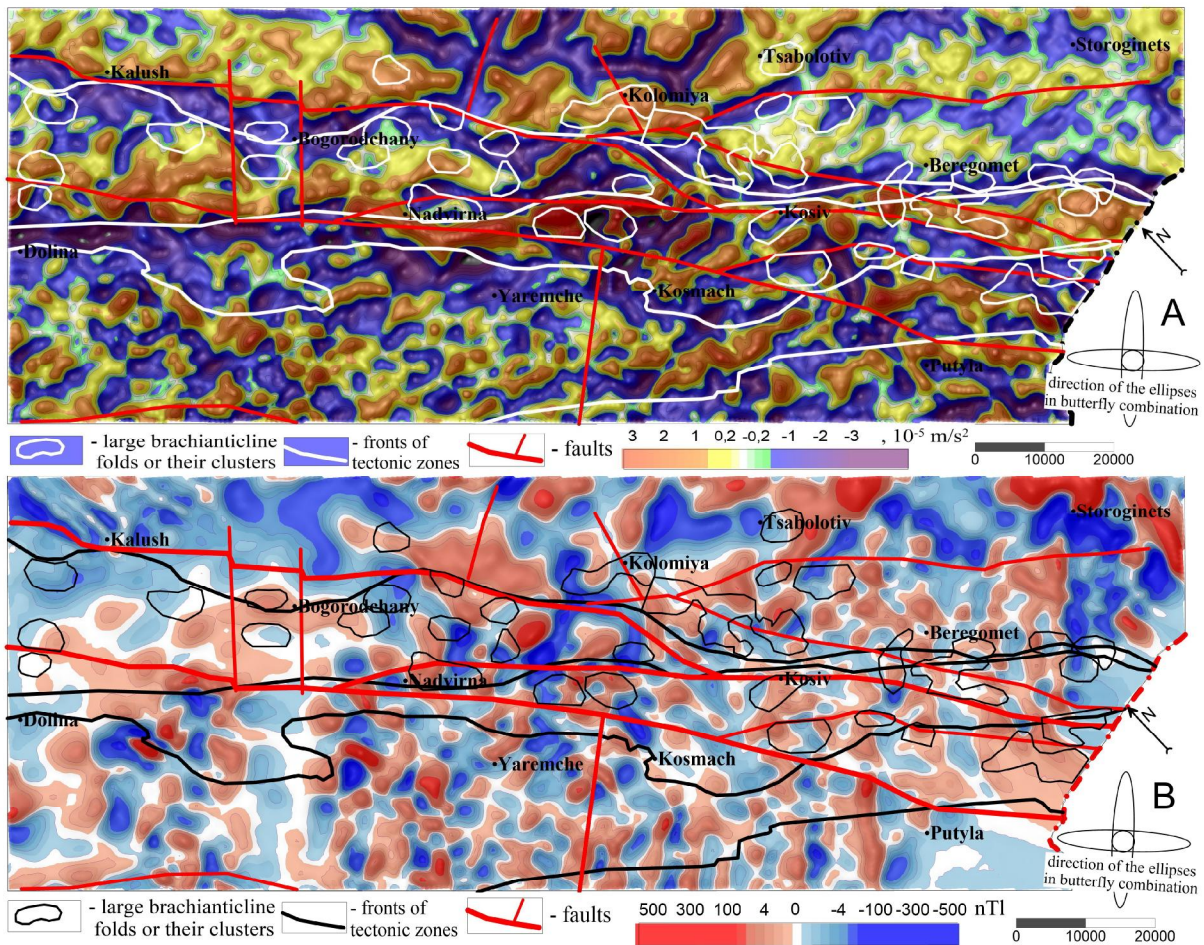 Kalush
Bogorodchany
Tsabolotiv
Storoginets
Kolomiya
Beregomet
Nadvirna
Kosiv
Dolina
Yaremche
Kosmach
Putyla
N
A
direction of the ellipses
in butterfly combination
- large brachianticline
folds or their clusters
- fronts of
tectonic zones
- faults
3 2 1 0,2 -0,2 -1 -2 -3 , 10⁻⁵ m/s²
0 10000 20000
Kalush
Bogorodchany
Tsabolotiv
Storoginets
Kolomiya
Beregomet
Nadvirna
Kosiv
Dolina
Yaremche
Kosmach
Putyla
N
B
direction of the ellipses
in butterfly combination
- large brachianticline
folds or their clusters
- fronts of
tectonic zones
- faults
500 300 100 4 0 -4 -100 -300 -500 nTl
0 10000 20000